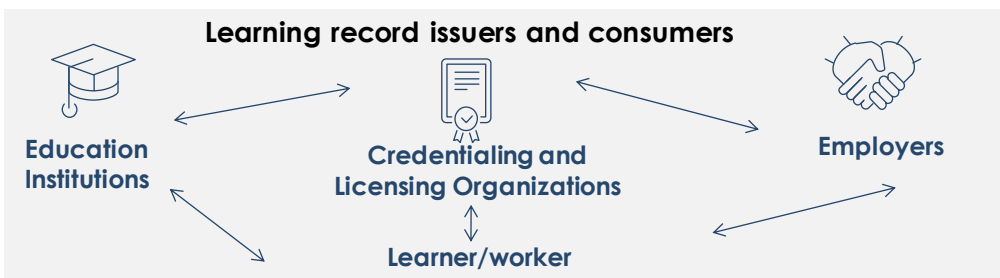 Learning record issuers and consumers
Education
Institutions
Credentialing and
Licensing Organizations
Employers
Learner/worker